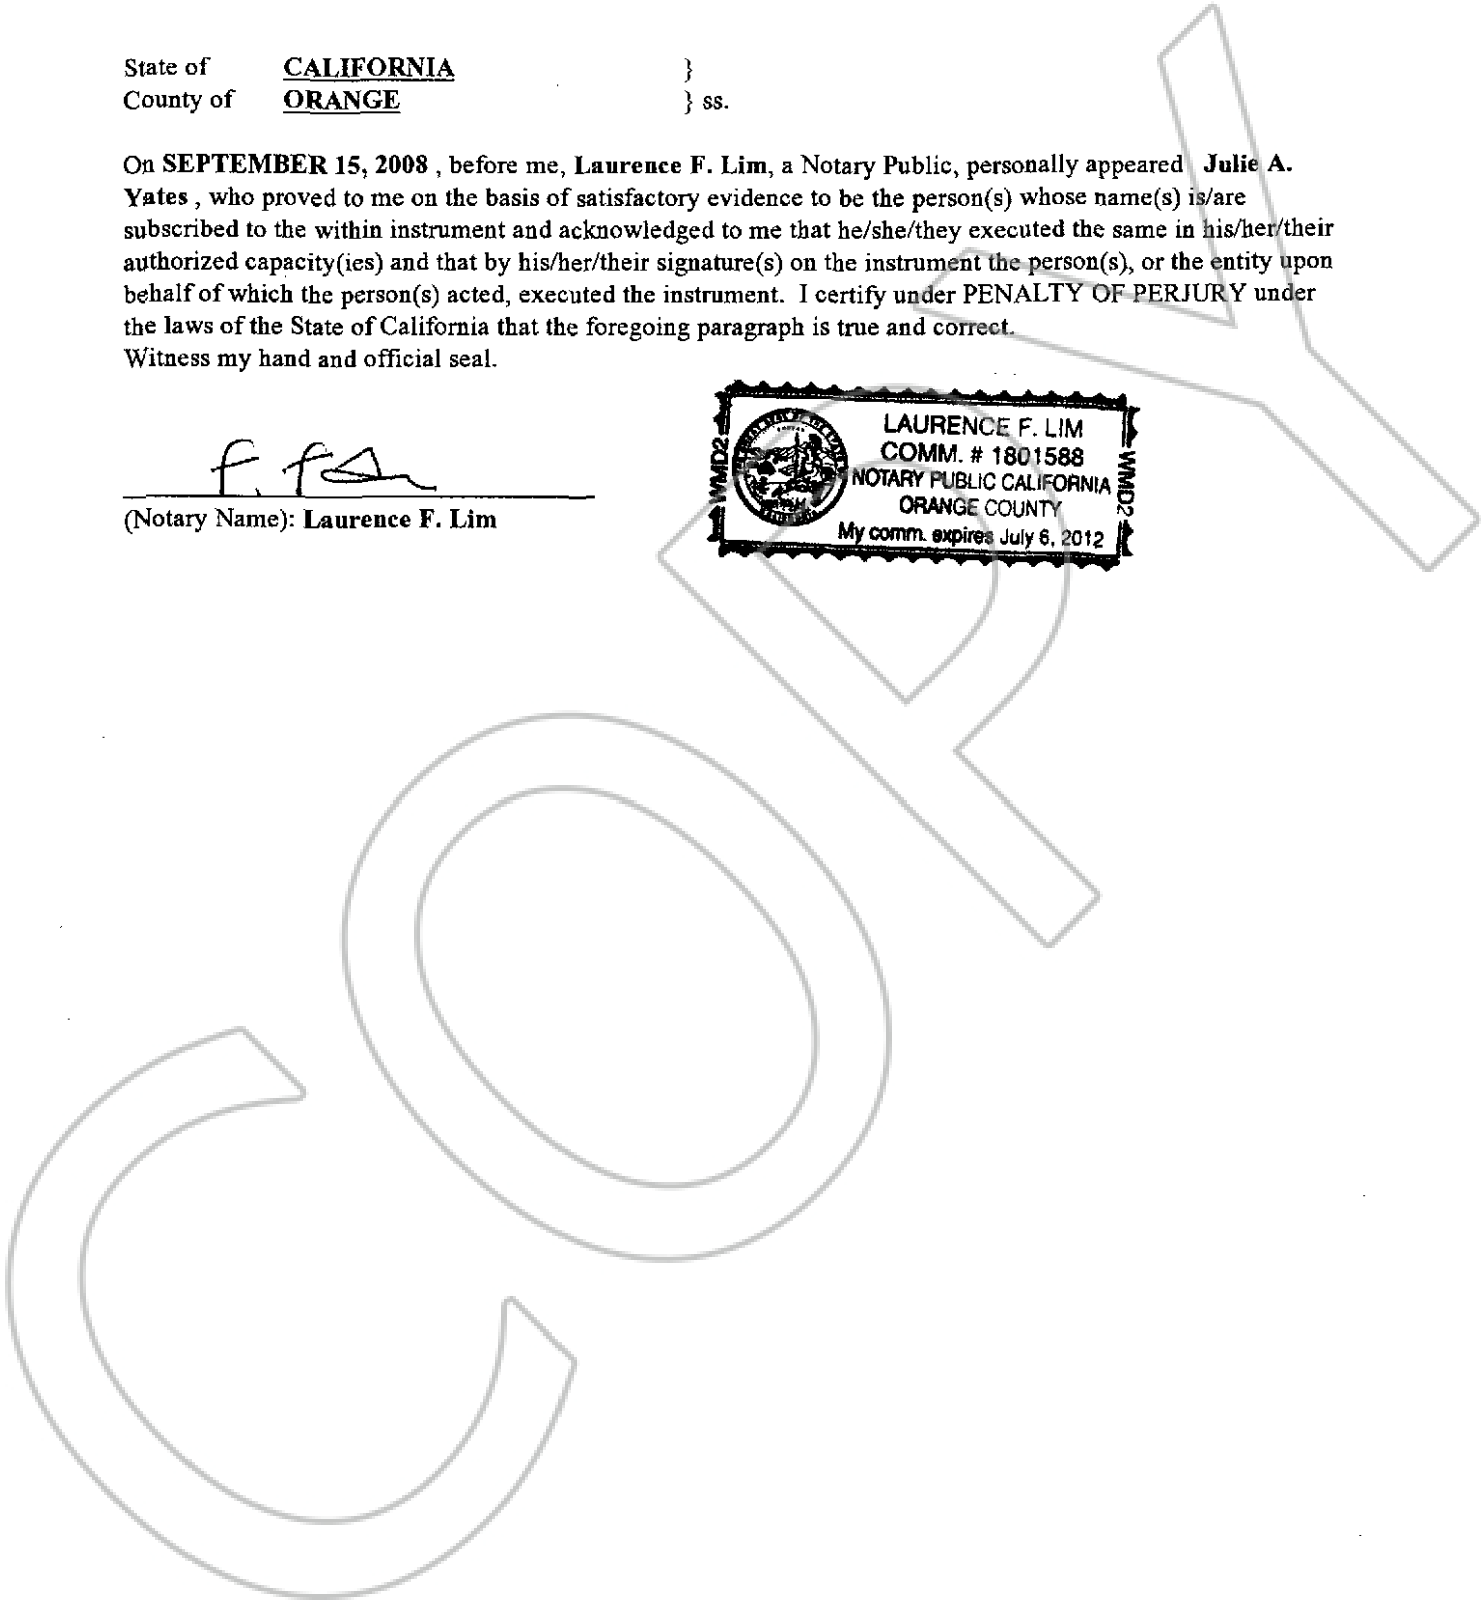 State of CALIFORNIA }
County of ORANGE } ss.
On SEPTEMBER 15, 2008 , before me, Laurence F. Lim, a Notary Public, personally appeared Julie A.
Yates , who proved to me on the basis of satisfactory evidence to be the person(s) whose name(s) is/are
subscribed to the within instrument and acknowledged to me that he/she/they executed the same in his/her/their
authorized capacity(ies) and that by his/her/their signature(s) on the instrument the person(s), or the entity upon
behalf of which the person(s) acted, executed the instrument. I certify under PENALTY OF PERJURY under
the laws of the State of California that the foregoing paragraph is true and correct.
Witness my hand and official seal.
(Notary Name): Laurence F. Lim
WMD2
LAURENCE F. LIM
COMM. # 1801588
NOTARY PUBLIC CALIFORNIA
ORANGE COUNTY
My comm. expires July 6, 2012
WMD2
COPY